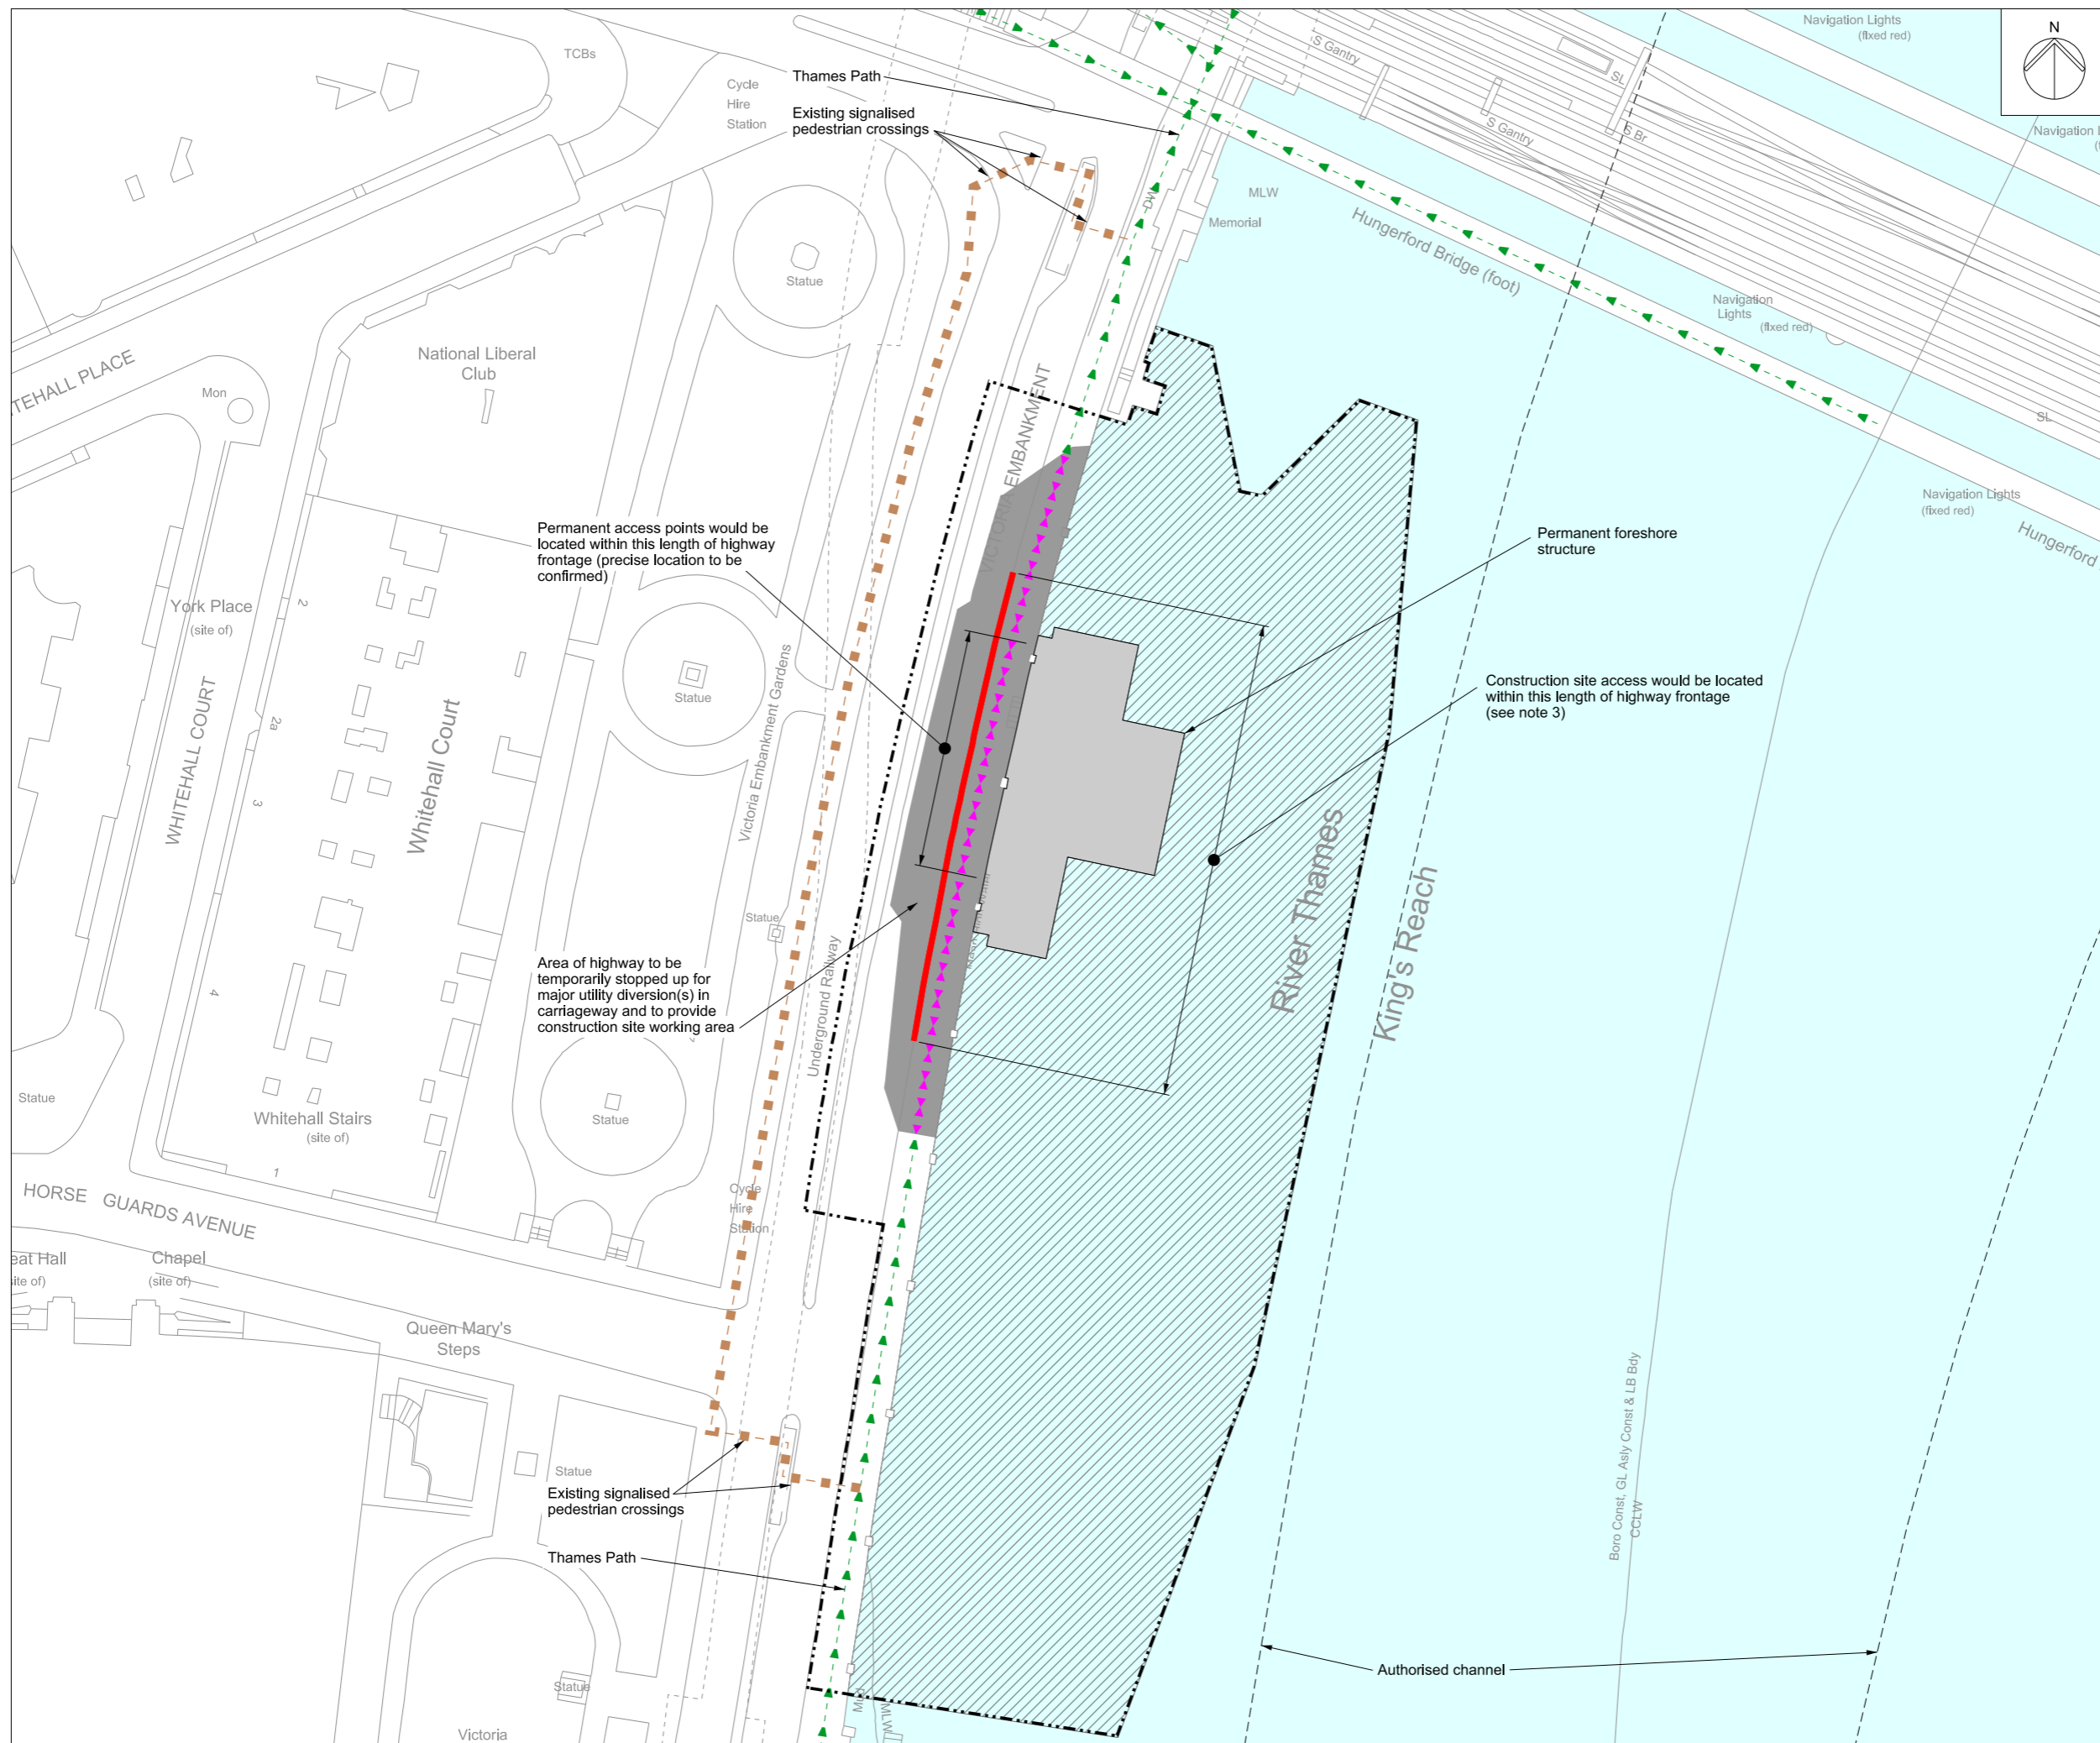 Navigation Lights
(fixed red)
N
TCBs
S Gantry
Thames Path
SL
Cycle
Hire
Station
Existing signalised
pedestrian crossings
S Gantry
S Br
DW
MLW
Memorial
Hungerford Bridge (foot)
Statue
Navigation
Lights
(fixed red)
National Liberal
Club
Mon
SL
VICTORIA EMBANKMENT
Navigation Lights
(fixed red)
Hungerford
Permanent access points would be
located within this length of highway
frontage (precise location to be
confirmed)
Permanent foreshore
structure
York Place
(site of)
2
Statue
Victoria Embankment Gardens
Construction site access would be located
within this length of highway frontage
(see note 3)
WHITEHALL COURT
2a
Whitehall Court
3
River Thames
King's Reach
Statue
Underground Railway
4
Area of highway to be
temporarily stopped up for
major utility diversion(s) in
carriageway and to provide
construction site working area
Statue
Whitehall Stairs
(site of)
Statue
1
HORSE GUARDS AVENUE
Cycle
Hire
Station
Chapel
(site of)
Queen Mary's
Steps
Boro Const, GL Asly Const & LB Bdy
CCLW
Statue
Existing signalised
pedestrian crossings
Thames Path
Authorised channel
Statue
Mud
MLW
Victoria